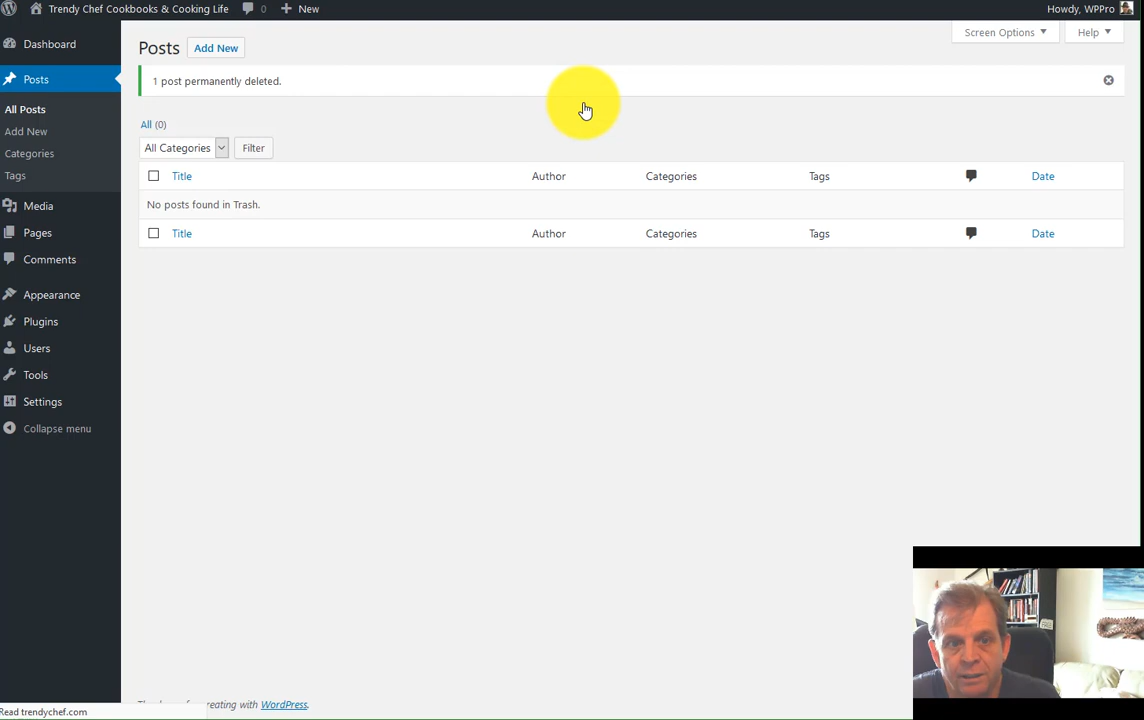 Trendy Chef Cookbooks & Cooking Life 0 New Howdy, WPPro
Dashboard
Posts
All Posts
Add New
Categories
Tags
Media
Pages
Comments
Appearance
Plugins
Users
Tools
Settings
Collapse menu
Screen Options Help
Posts Add New
1 post permanently deleted.
All (0)
All Categories Filter
Title Author Categories Tags Date
No posts found in Trash.
Title Author Categories Tags Date
creating with WordPress.
Read trendychef.com